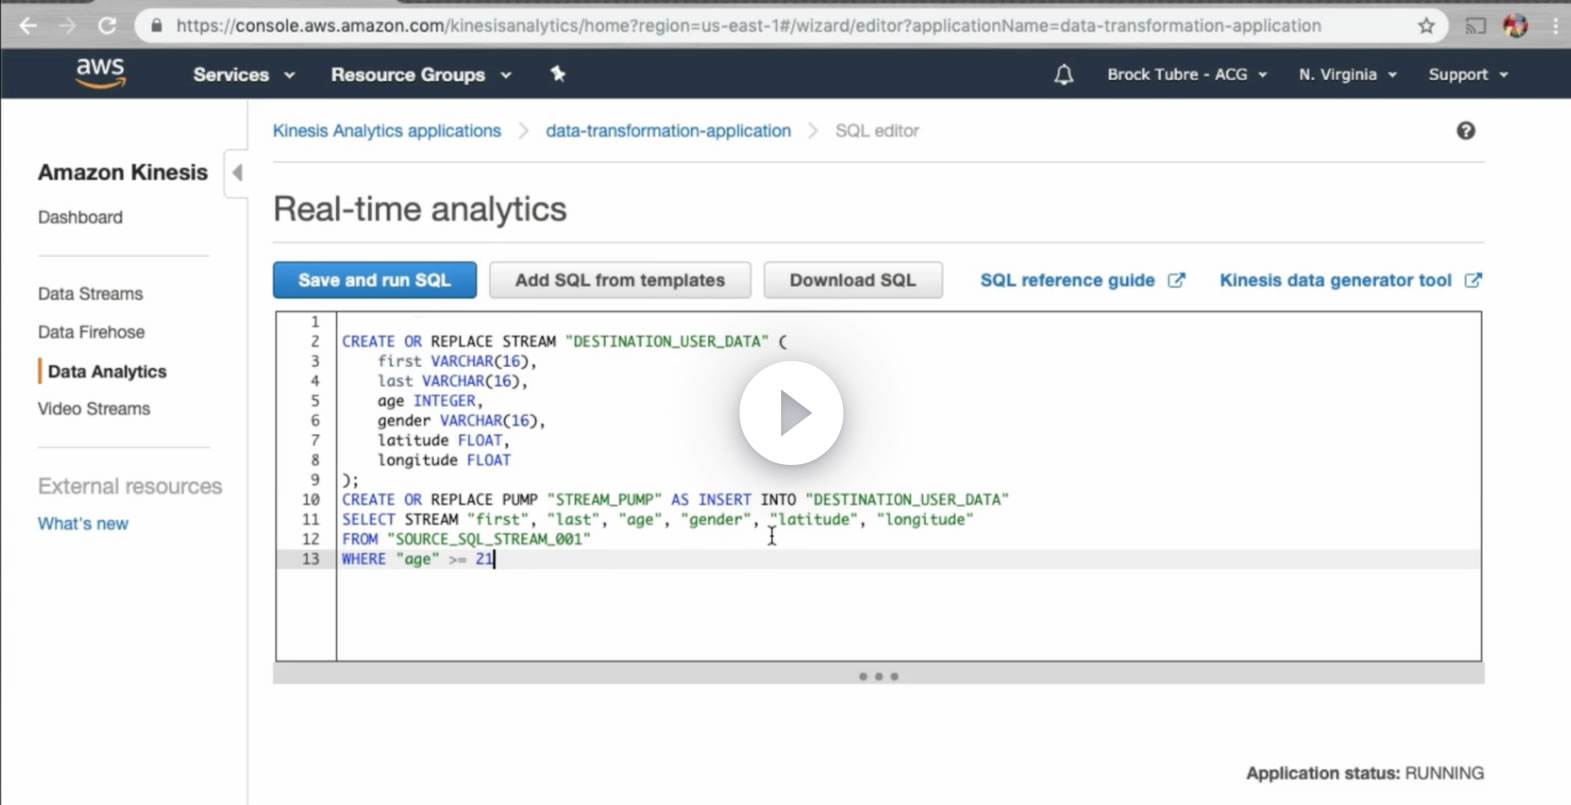 https://console.aws.amazon.com/kinesisanalytics/home?region=us-east-1#/wizard/editor?applicationName=data-transformation-application
aws Services Resource Groups Brock Tubre - ACG N. Virginia Support
Kinesis Analytics applications data-transformation-application SQL editor ?
Amazon Kinesis
Dashboard
Data Streams
Data Firehose
Data Analytics
Video Streams
External resources
What's new
Real-time analytics
Save and run SQL Add SQL from templates Download SQL SQL reference guide Kinesis data generator tool
1
2 CREATE OR REPLACE STREAM "DESTINATION_USER_DATA" (
3 first VARCHAR(16),
4 last VARCHAR(16),
5 age INTEGER,
6 gender VARCHAR(16),
7 latitude FLOAT,
8 longitude FLOAT
9 );
10 CREATE OR REPLACE PUMP "STREAM_PUMP" AS INSERT INTO "DESTINATION_USER_DATA"
11 SELECT STREAM "first", "last", "age", "gender", "latitude", "longitude"
12 FROM "SOURCE_SQL_STREAM_001"
13 WHERE "age" >= 21
Application status: RUNNING